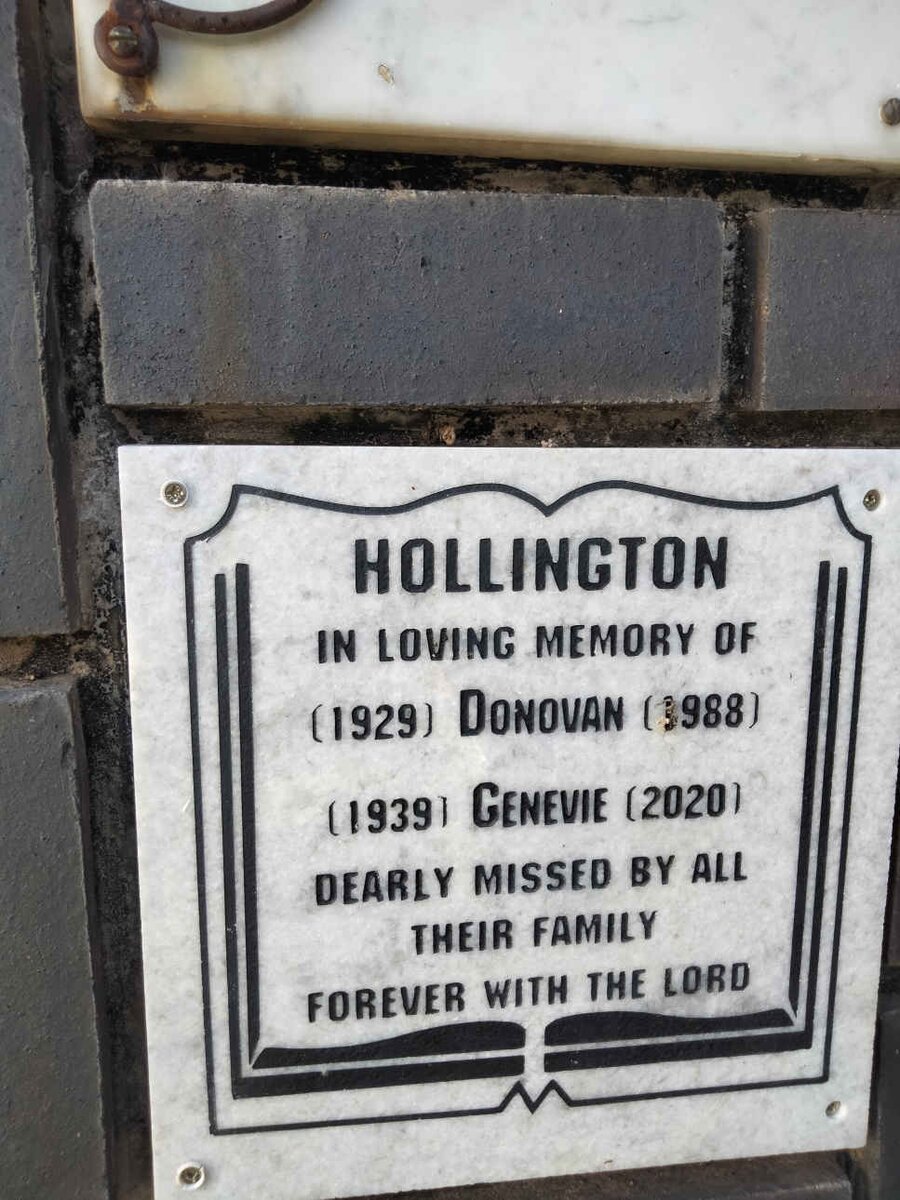 HOLLINGTON
IN LOVING MEMORY OF
(1929) DONOVAN (1988)
(1939) GENEVIE (2020)
DEARLY MISSED BY ALL
THEIR FAMILY
FOREVER WITH THE LORD